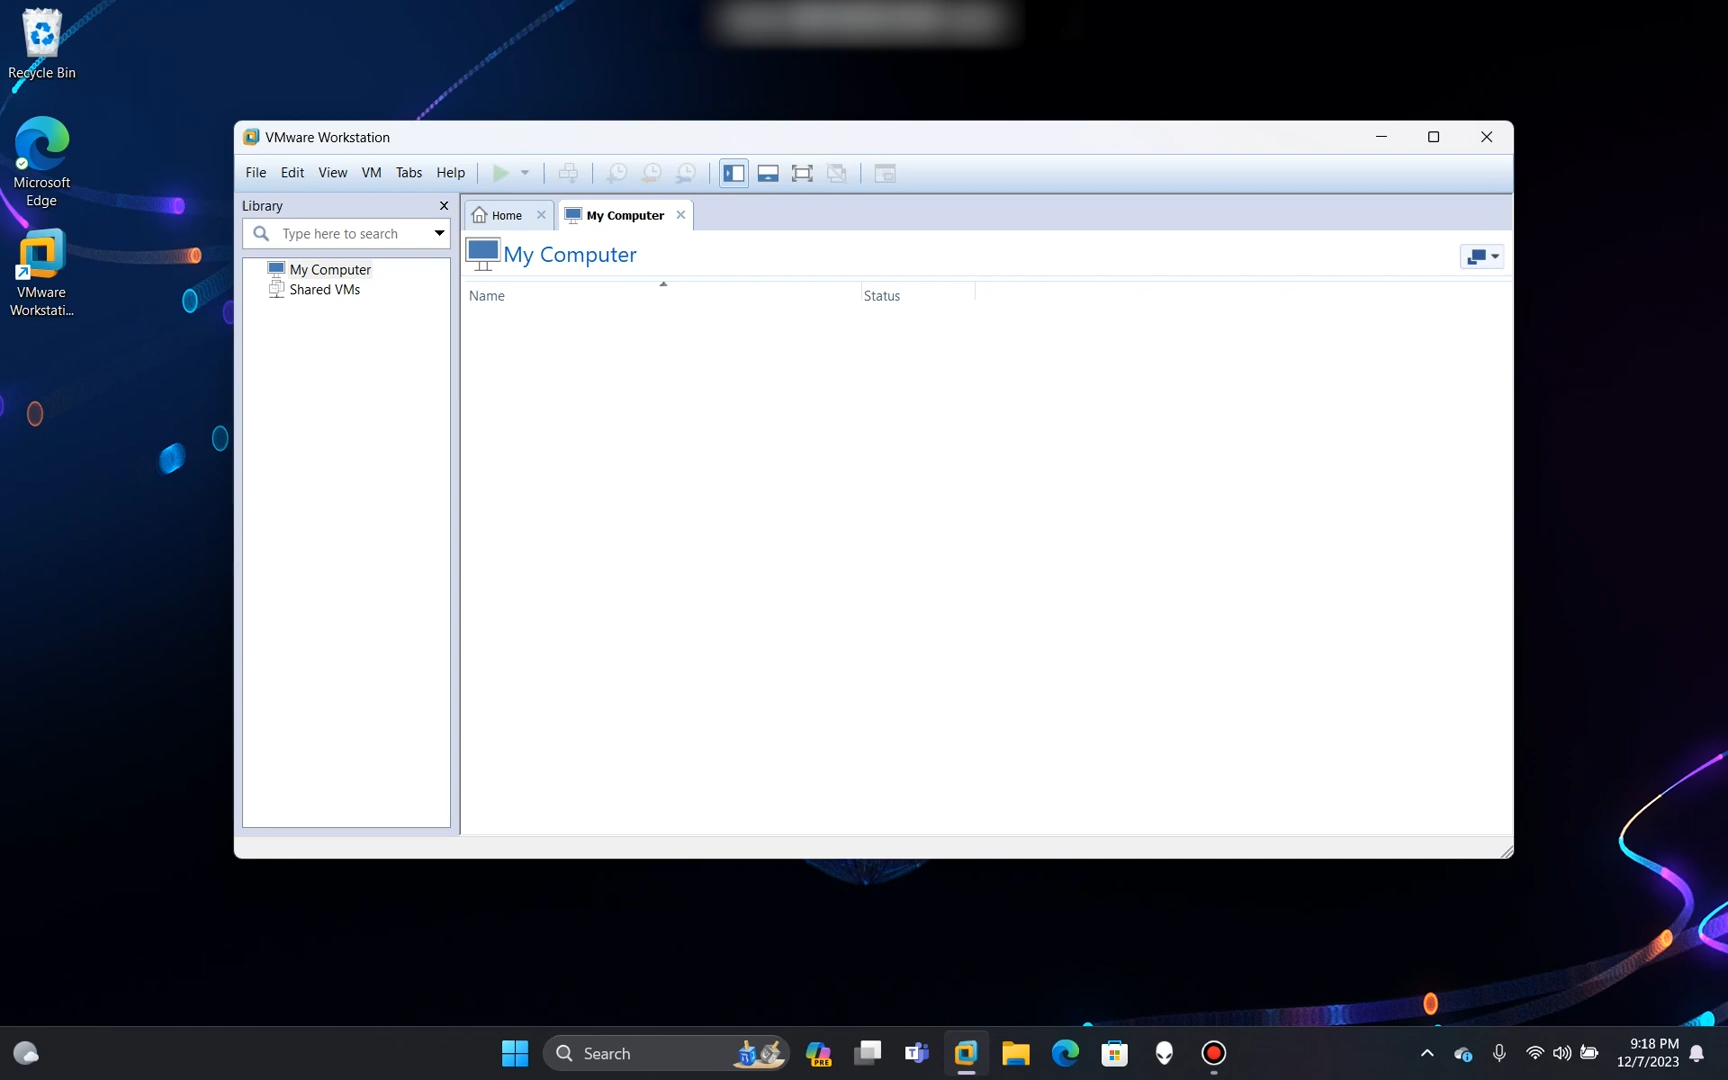 Recycle Bin
Microsoft
Edge
VMware
Workstati...
VMware Workstation
File Edit View VM Tabs Help
Library
Type here to search
My Computer
Shared VMs
Home
My Computer
My Computer
Name Status
Search
PRE
9:18 PM
12/7/2023